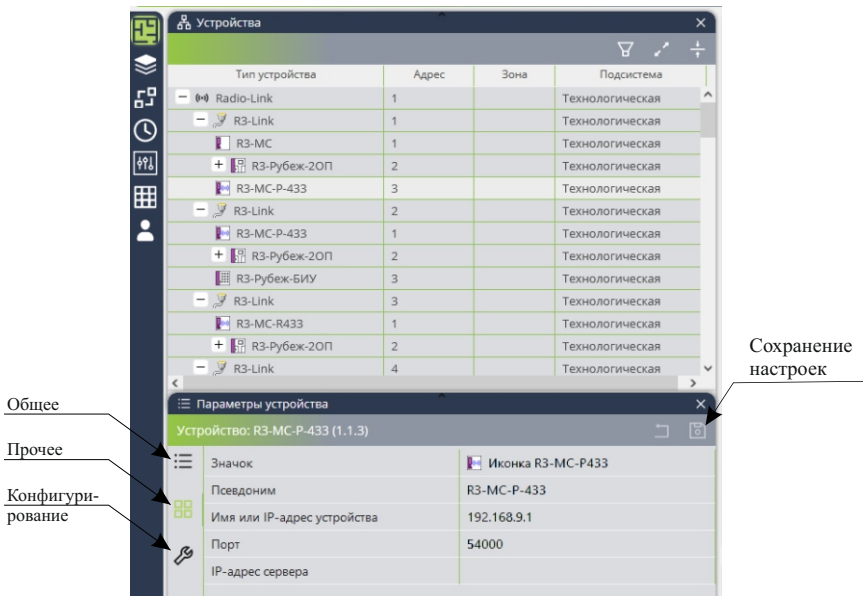 Устройства
Тип устройства Адрес Зона Подсистема
Radio-Link 1 Технологическая
R3-Link 1 Технологическая
R3-МС 1 Технологическая
R3-Рубеж-2ОП 2 Технологическая
R3-МС-Р-433 3 Технологическая
R3-Link 2 Технологическая
R3-МС-Р-433 1 Технологическая
R3-Рубеж-2ОП 2 Технологическая
R3-Рубеж-БИУ 3 Технологическая
R3-Link 3 Технологическая
R3-МС-R433 1 Технологическая
R3-Рубеж-2ОП 2 Технологическая
R3-Link 4 Технологическая
Сохранение
настроек
Параметры устройства
Устройство: R3-МС-Р-433 (1.1.3)
Общее
Прочее
Конфигури-
рование
Значок Иконка R3-МС-Р433
Псевдоним R3-МС-Р-433
Имя или IP-адрес устройства 192.168.9.1
Порт 54000
IP-адрес сервера